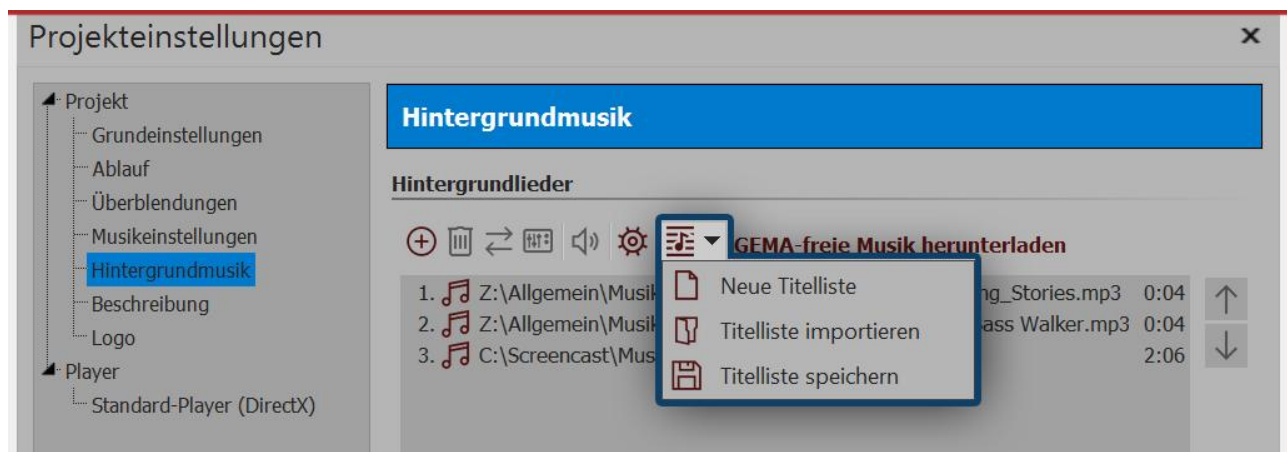 Projekteinstellungen
Projekt
Grundeinstellungen
Ablauf
Überblendungen
Musikeinstellungen
Hintergrundmusik
Beschreibung
Logo
Player
Standard-Player (DirectX)
Hintergrundmusik
Hintergrundlieder
GEMA-freie Musik herunterladen
1. Z:\Allgemein\Musik ng_Stories.mp3 0:04
2. Z:\Allgemein\Musik ass Walker.mp3 0:04
3. C:\Screencast\Mus 2:06
Neue Titelliste
Titelliste importieren
Titelliste speichern